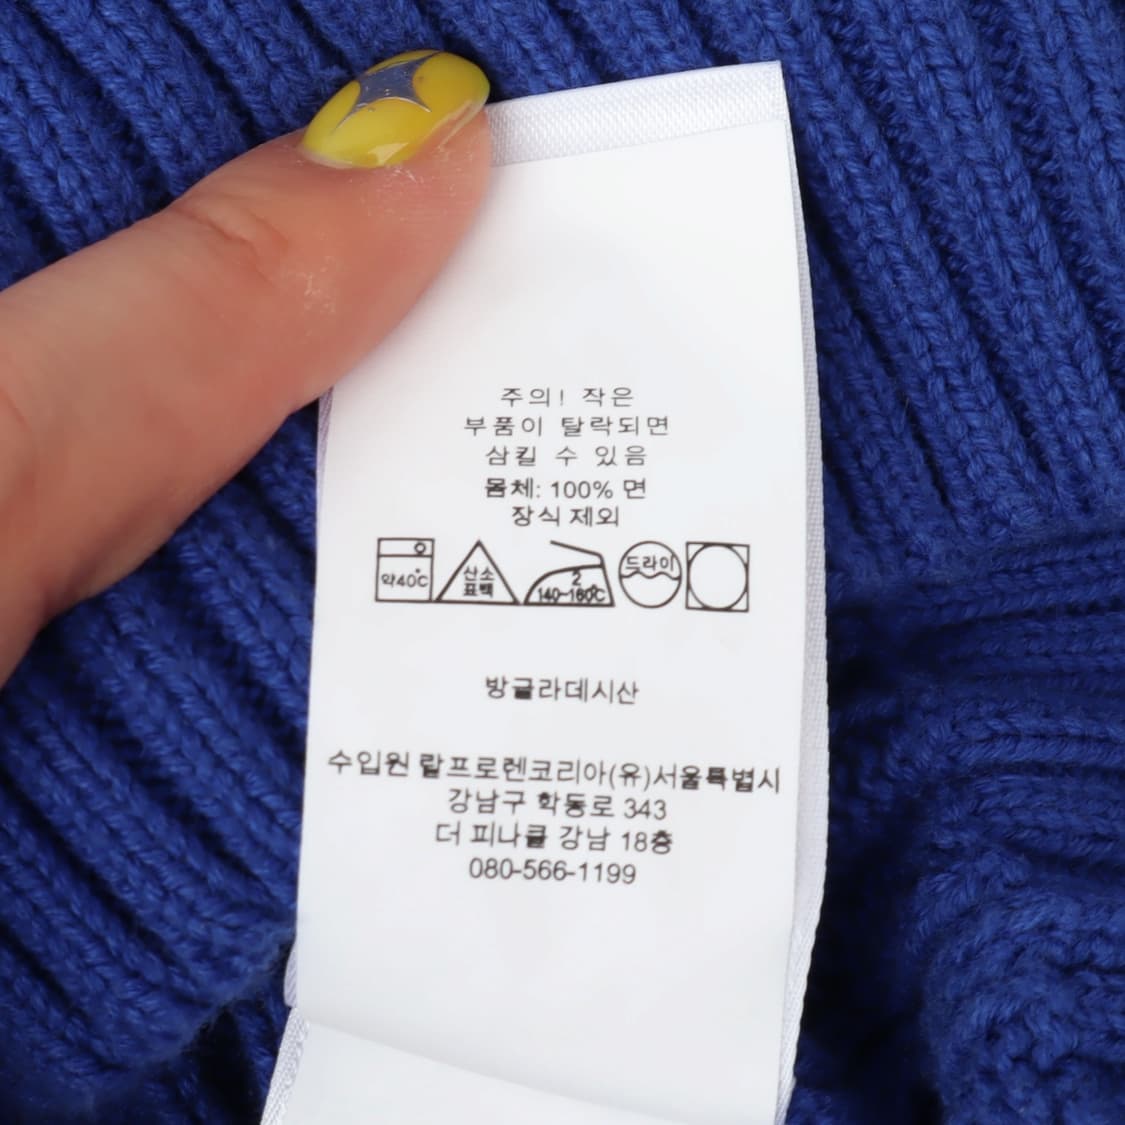 주의! 작은
부품이 탈락되면
삼킬 수 있음
몸체: 100% 면
장식 제외
약40℃
산소
표백
2
140~160℃
드라이
방글라데시산
수입원 랄프로렌코리아(유)서울특별시
강남구 학동로 343
더 피나클 강남 18층
080-566-1199